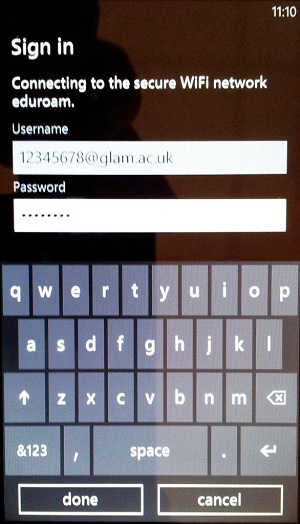 11:10
Sign in
Connecting to the secure WiFi network
eduroam.
Username
12345678@glam.ac.uk
Password
........
q w e r t y u i o p
a s d f g h j k l
z x c v b n m
&123 , space .
done cancel